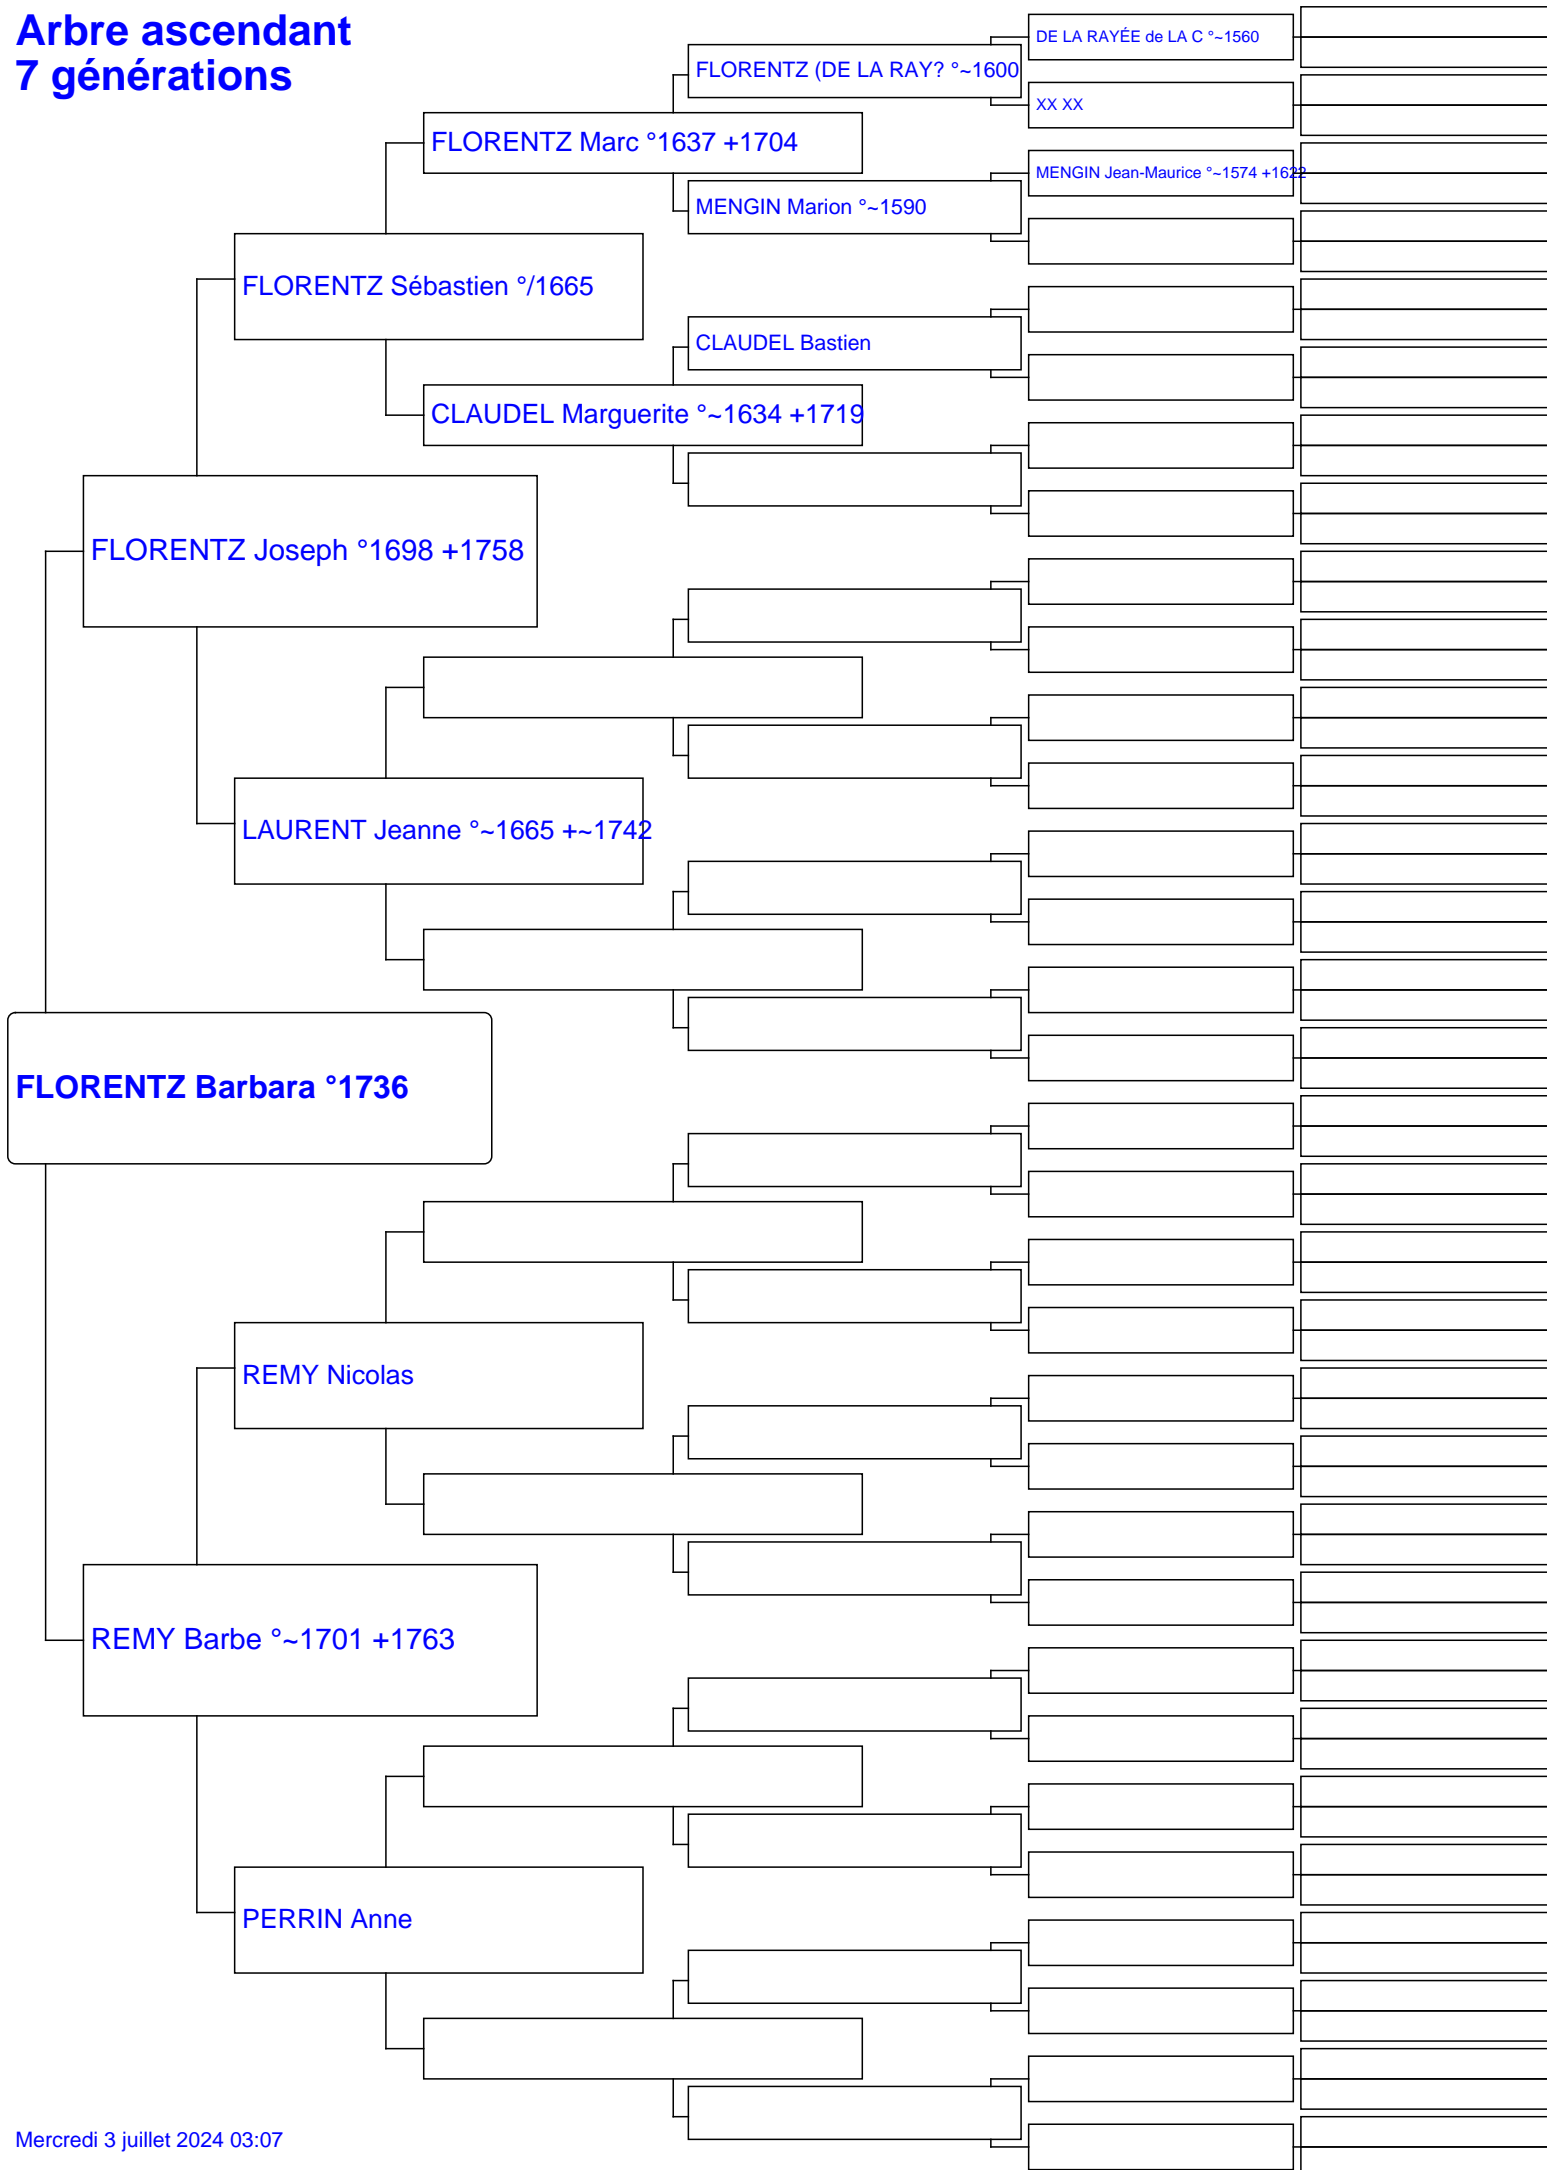 Arbre ascendant
7 générations
DE LA RAYÉE de LA C °~1560
FLORENTZ (DE LA RAY? °~1600
XX XX
FLORENTZ Marc °1637 +1704
MENGIN Jean-Maurice °~1574 +1622
MENGIN Marion °~1590
FLORENTZ Sébastien °/1665
CLAUDEL Bastien
CLAUDEL Marguerite °~1634 +1719
FLORENTZ Joseph °1698 +1758
LAURENT Jeanne °~1665 +~1742
FLORENTZ Barbara °1736
REMY Nicolas
REMY Barbe °~1701 +1763
PERRIN Anne
Mercredi 3 juillet 2024 03:07